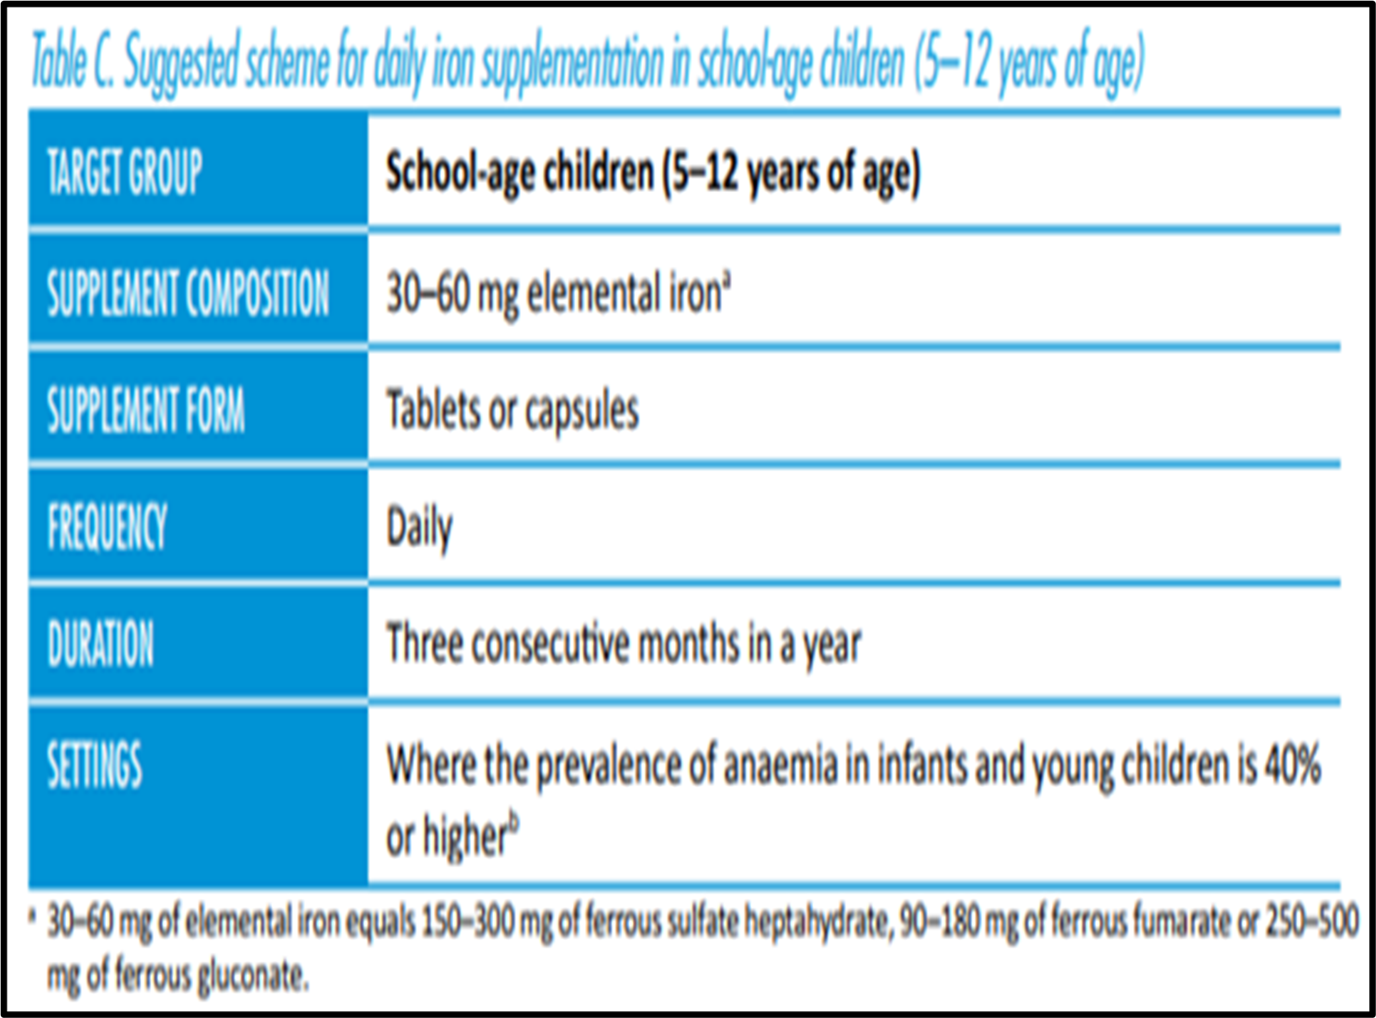 Table C. Suggested scheme for daily iron supplementation in school-age children (5–12 years of age)
TARGET GROUP
School-age children (5–12 years of age)
SUPPLEMENT COMPOSITION
30–60 mg elemental ironᵃ
SUPPLEMENT FORM
Tablets or capsules
FREQUENCY
Daily
DURATION
Three consecutive months in a year
SETTINGS
Where the prevalence of anaemia in infants and young children is 40%
or higherᵇ
ᵃ 30–60 mg of elemental iron equals 150–300 mg of ferrous sulfate heptahydrate, 90–180 mg of ferrous fumarate or 250–500
mg of ferrous gluconate.